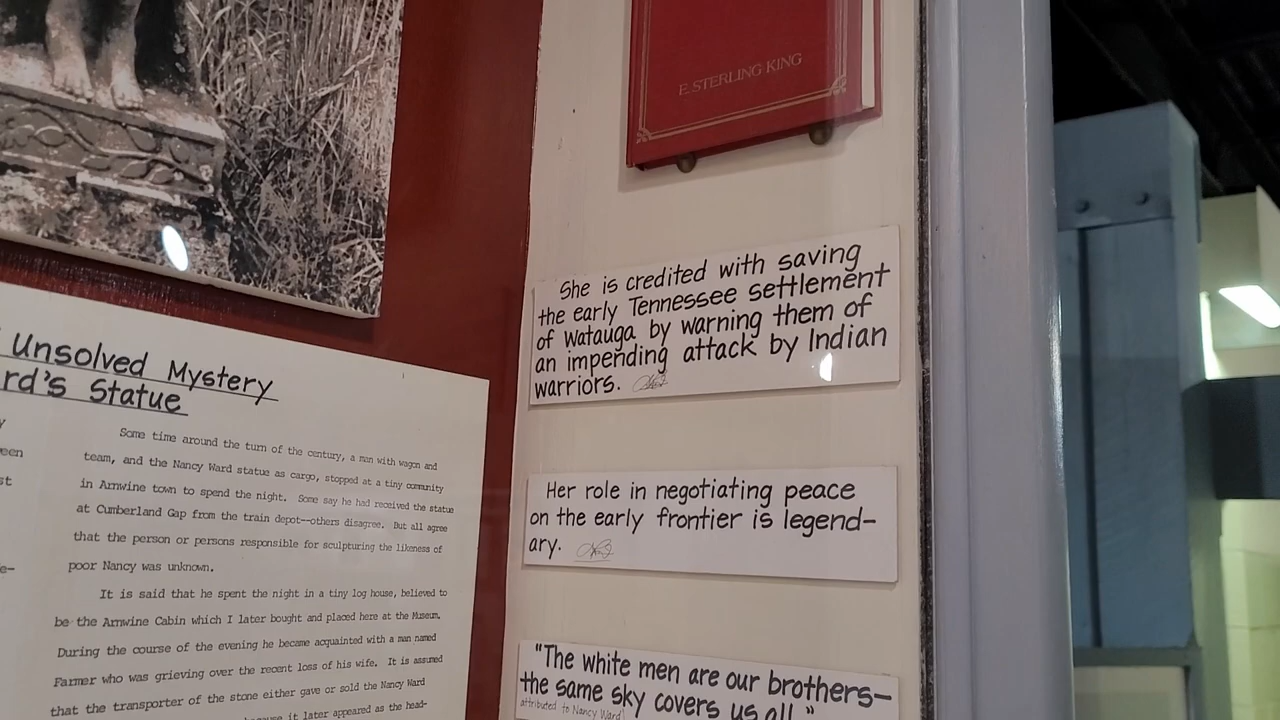 E. STERLING KING
She is credited with saving
the early Tennessee settlement
of Watauga by warning them of
an impending attack by Indian
warriors.
Her role in negotiating peace
on the early frontier is legend-
ary.
"The white men are our brothers—
the same sky covers us all."
attributed to Nancy Ward
Unsolved Mystery
rd's Statue
Some time around the turn of the century, a man with wagon and
team, and the Nancy Ward statue as cargo, stopped at a tiny community
in Arnwine town to spend the night. Some say he had received the statue
at Cumberland Gap from the train depot--others disagree. But all agree
that the person or persons responsible for sculpturing the likeness of
poor Nancy was unknown.
It is said that he spent the night in a tiny log house, believed to
be the Arnwine Cabin which I later bought and placed here at the Museum.
During the course of the evening he became acquainted with a man named
Farmer who was grieving over the recent loss of his wife. It is assumed
that the transporter of the stone either gave or sold the Nancy Ward
it later appeared as the head-